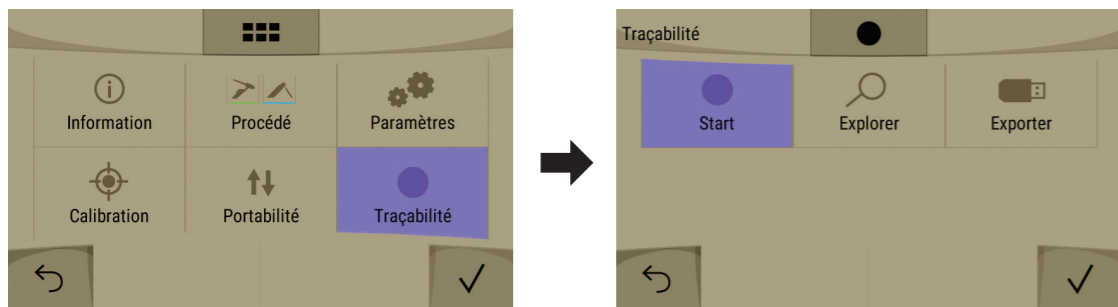 Information
Procédé
Paramètres
Calibration
Portabilité
Traçabilité
Traçabilité
Start
Explorer
Exporter